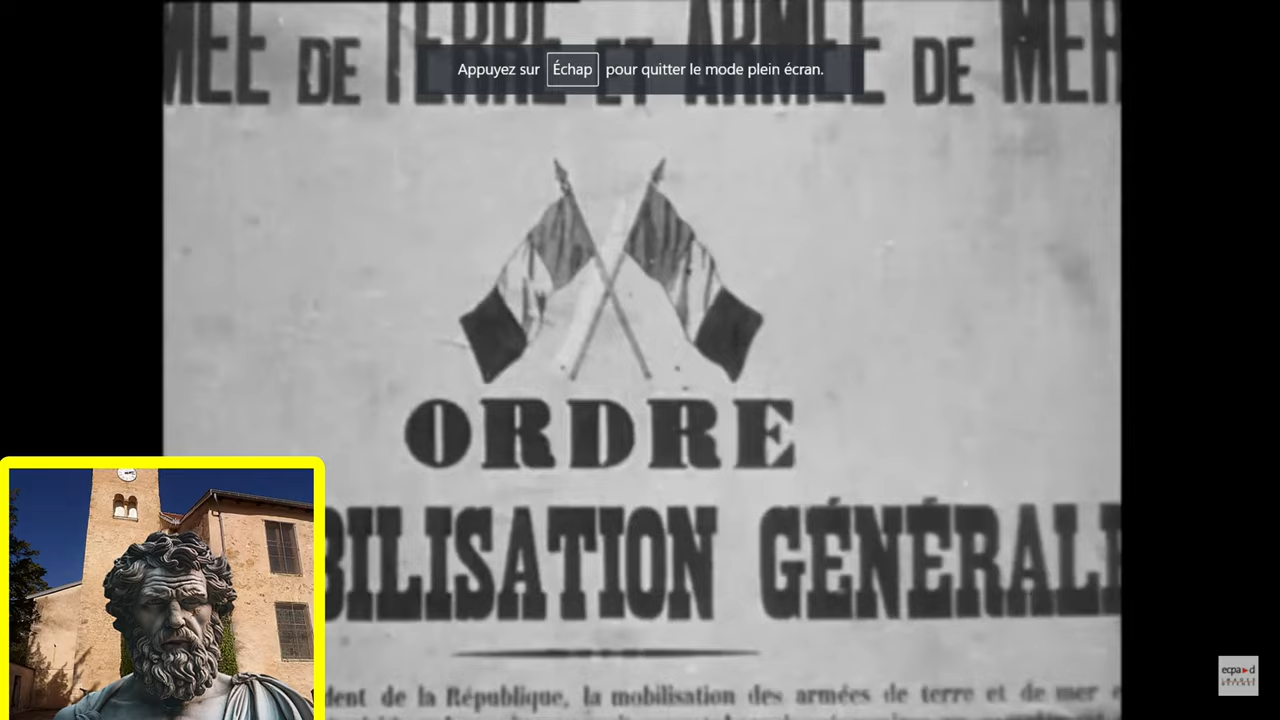 MÉE DE TERRE ET ARMÉE DE MER
Appuyez sur Échap pour quitter le mode plein écran.
ORDRE
BILISATION GÉNÉRALE
dent de la République, la mobilisation des armées de terre et de mer e
ecpa d